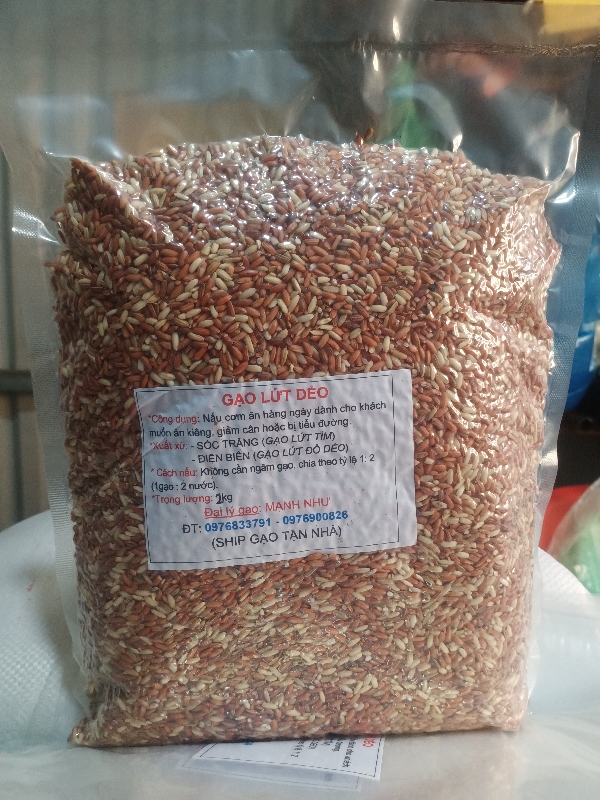 GẠO LỨT DẺO
*Công dụng: Nấu cơm ăn hàng ngày dành cho khách
muốn ăn kiêng, giảm cân hoặc bị tiểu đường.
*Xuất xứ: - SÓC TRĂNG (GẠO LỨT TÍM)
- ĐIỆN BIÊN (GẠO LỨT ĐỎ DẺO)
* Cách nấu: Không cần ngâm gạo, chia theo tỷ lệ 1: 2
(1gạo : 2 nước).
*Trọng lượng: 2kg
Đại lý gạo: MẠNH NHƯ
ĐT: 0976833791 - 0976900826
(SHIP GẠO TẬN NHÀ)